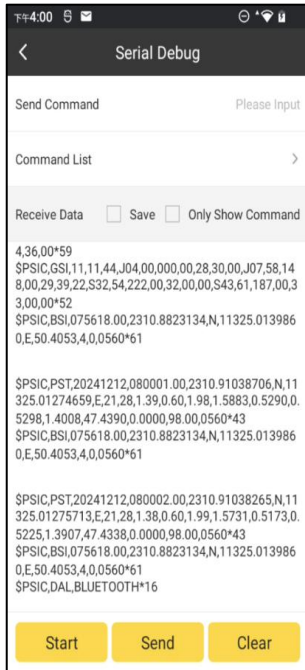 下午4:00
Serial Debug
Send Command Please Input
Command List
Receive Data Save Only Show Command
4,36,00*59
$PSIC,GSI,11,11,44,J04,00,000,00,28,30,00,J07,58,14
8,00,29,39,22,S32,54,222,00,32,00,00,S43,61,187,00,3
3,00,00*52
$PSIC,BSI,075618.00,2310.8823134,N,11325.013986
0,E,50.4053,4,0,0560*61
$PSIC,PST,20241212,080001.00,2310.91038706,N,11
325.01274659,E,21,28,1.39,0.60,1.98,1.5883,0.5290,0.
5298,1.4008,47.4390,0.0000,98.00,0560*43
$PSIC,BSI,075618.00,2310.8823134,N,11325.013986
0,E,50.4053,4,0,0560*61
$PSIC,PST,20241212,080002.00,2310.91038265,N,11
325.01275713,E,21,28,1.38,0.60,1.99,1.5731,0.5173,0.
5225,1.3907,47.4338,0.0000,98.00,0560*43
$PSIC,BSI,075618.00,2310.8823134,N,11325.013986
0,E,50.4053,4,0,0560*61
$PSIC,DAL,BLUETOOTH*16
Start Send Clear